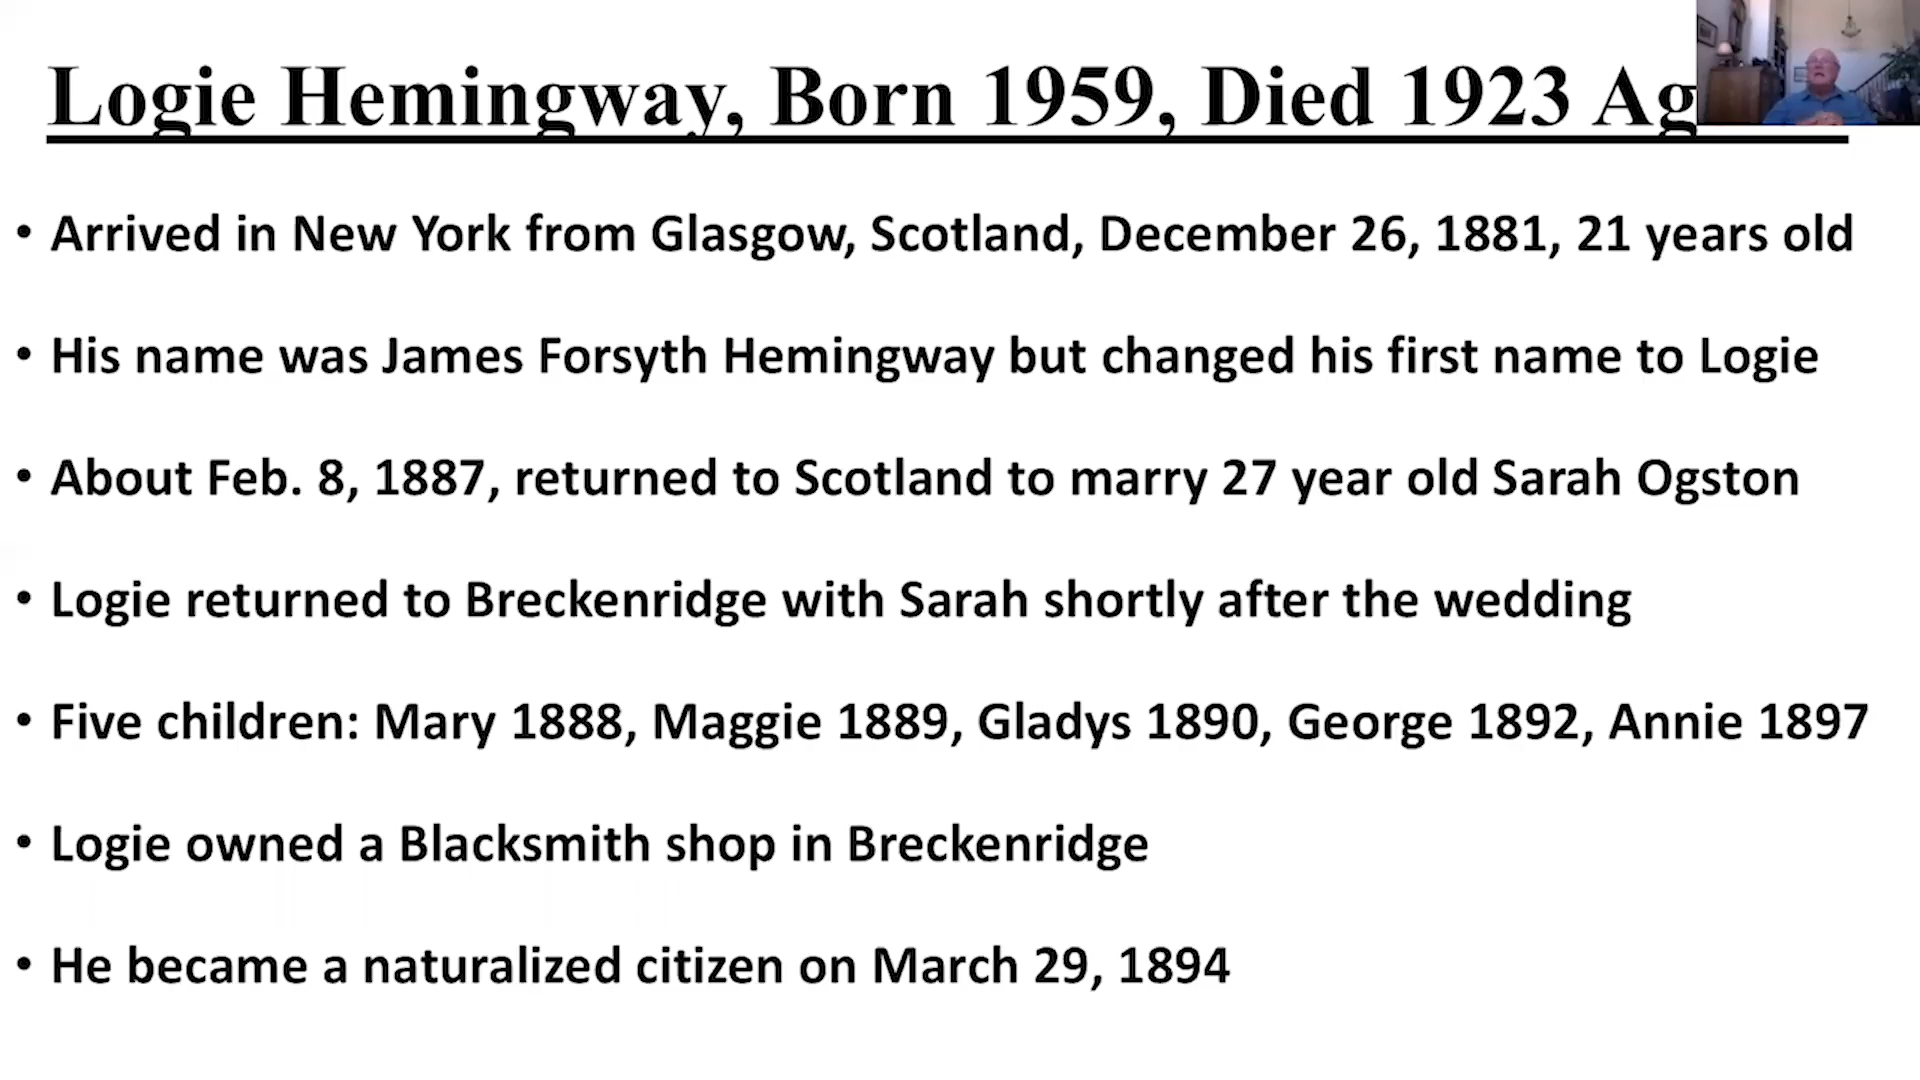 Logie Hemingway, Born 1959, Died 1923 Ag
• Arrived in New York from Glasgow, Scotland, December 26, 1881, 21 years old
• His name was James Forsyth Hemingway but changed his first name to Logie
• About Feb. 8, 1887, returned to Scotland to marry 27 year old Sarah Ogston
• Logie returned to Breckenridge with Sarah shortly after the wedding
• Five children: Mary 1888, Maggie 1889, Gladys 1890, George 1892, Annie 1897
• Logie owned a Blacksmith shop in Breckenridge
• He became a naturalized citizen on March 29, 1894